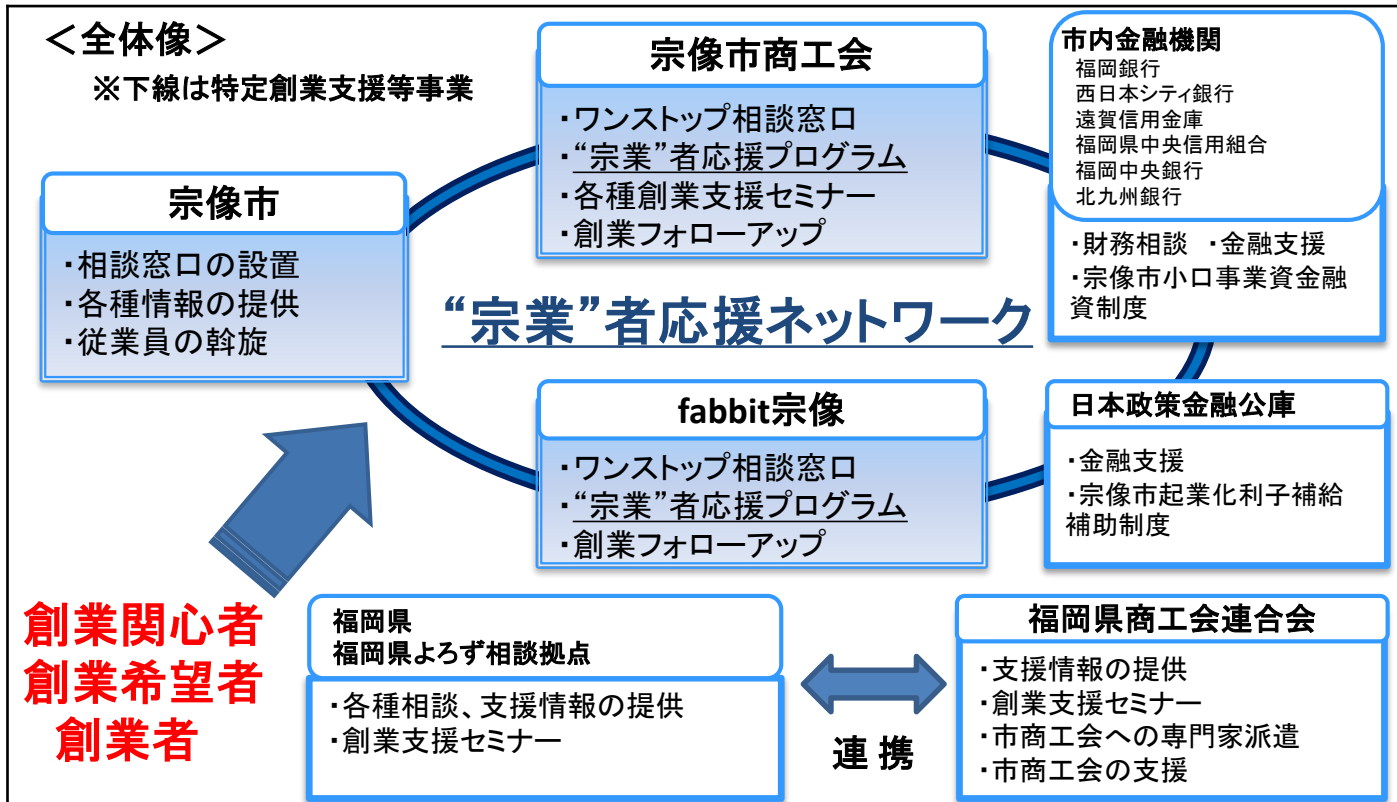 ＜全体像＞
※下線は特定創業支援等事業
宗像市
・相談窓口の設置
・各種情報の提供
・従業員の斡旋
宗像市商工会
・ワンストップ相談窓口
・“宗業”者応援プログラム
・各種創業支援セミナー
・創業フォローアップ
市内金融機関
福岡銀行
西日本シティ銀行
遠賀信用金庫
福岡県中央信用組合
福岡中央銀行
北九州銀行
・財務相談　・金融支援
・宗像市小口事業資金融
資制度
“宗業”者応援ネットワーク
fabbit宗像
・ワンストップ相談窓口
・“宗業”者応援プログラム
・創業フォローアップ
日本政策金融公庫
・金融支援
・宗像市起業化利子補給
補助制度
創業関心者
創業希望者
創業者
福岡県
福岡県よろず相談拠点
・各種相談、支援情報の提供
・創業支援セミナー
連 携
福岡県商工会連合会
・支援情報の提供
・創業支援セミナー
・市商工会への専門家派遣
・市商工会の支援